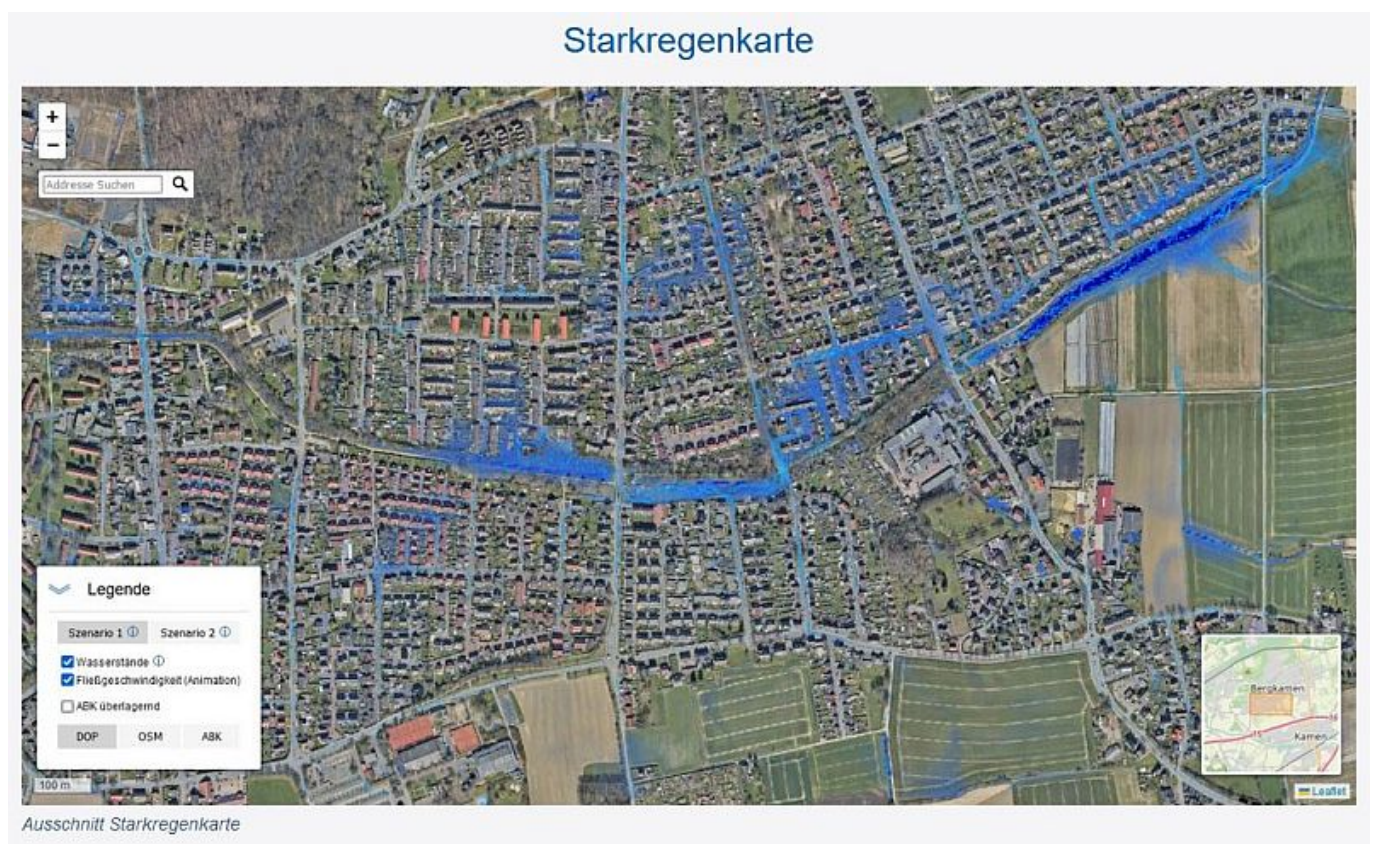 Starkregenkarte
+
−
Addresse Suchen
Legende
Szenario 1 ⓘ Szenario 2 ⓘ
Wasserstände ⓘ
Fließgeschwindigkeit (Animation)
ABK überlagernd
DOP OSM ABK
100 m
Bergkamen
Kamen
Leaflet
Ausschnitt Starkregenkarte